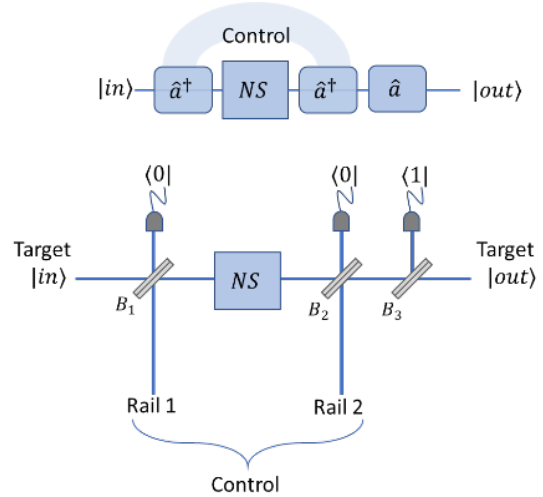 Control
|in⟩ â† NS â† â |out⟩
⟨0| ⟨0| ⟨1|
Target Target
|in⟩ NS |out⟩
B₁ B₂ B₃
Rail 1 Rail 2
Control